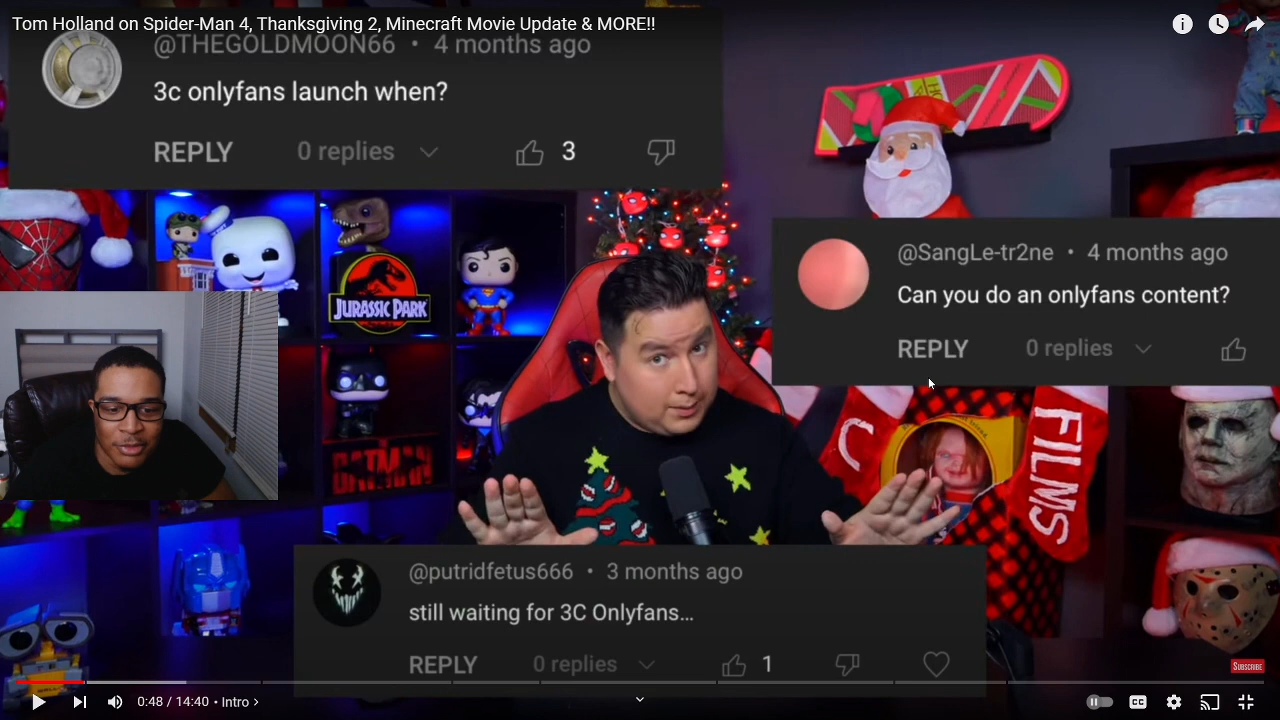 Tom Holland on Spider-Man 4, Thanksgiving 2, Minecraft Movie Update & MORE!!
@THEGOLDMOON66 • 4 months ago
3c onlyfans launch when?
REPLY 0 replies 3
@SangLe-tr2ne • 4 months ago
Can you do an onlyfans content?
REPLY 0 replies
JURASSIC PARK
BATMAN
C
FILMS
@putridfetus666 • 3 months ago
still waiting for 3C Onlyfans...
REPLY 0 replies 1
SUBSCRIBE
0:48 / 14:40 • Intro
CC